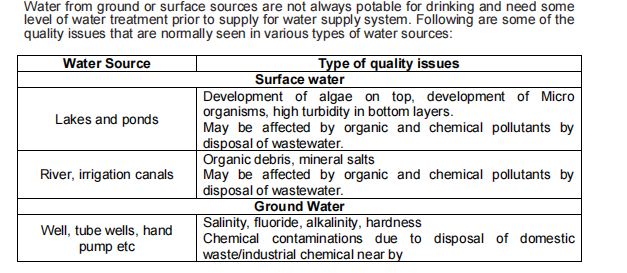 Water from ground or surface sources are not always potable for drinking and need some
level of water treatment prior to supply for water supply system. Following are some of the
quality issues that are normally seen in various types of water sources:
Water Source Type of quality issues
Surface water
Lakes and ponds
Development of algae on top, development of Micro
organisms, high turbidity in bottom layers.
May be affected by organic and chemical pollutants by
disposal of wastewater.
River, irrigation canals
Organic debris, mineral salts
May be affected by organic and chemical pollutants by
disposal of wastewater.
Ground Water
Well, tube wells, hand
pump etc
Salinity, fluoride, alkalinity, hardness
Chemical contaminations due to disposal of domestic
waste/industrial chemical near by